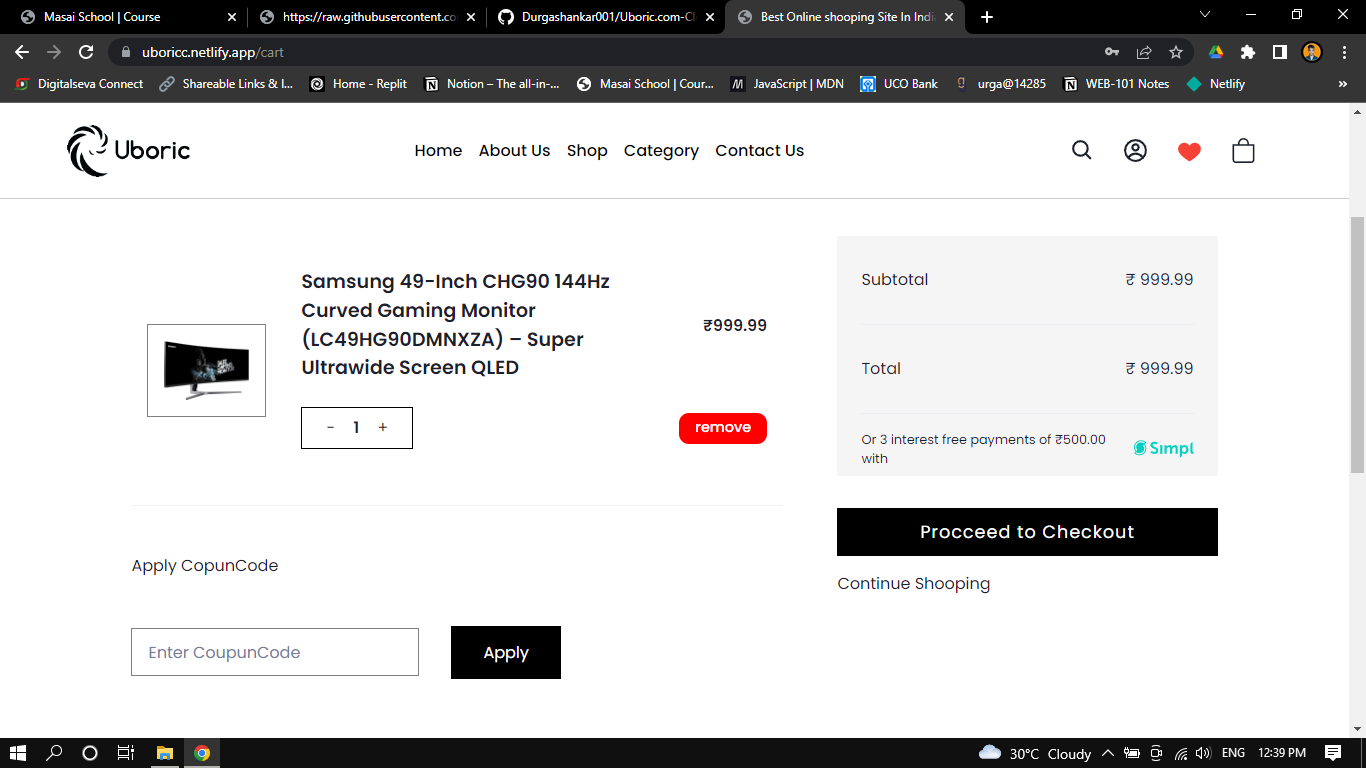 Masai School | Course
https://raw.githubusercontent.co
Durgashankar001/Uboric.com-Cl
Best Online shooping Site In Indi
uboricc.netlify.app/cart
Digitalseva Connect
Shareable Links & I...
Home - Replit
Notion – The all-in-...
Masai School | Cour...
JavaScript | MDN
UCO Bank
urga@14285
WEB-101 Notes
Netlify
Uboric
Home
About Us
Shop
Category
Contact Us
Samsung 49-Inch CHG90 144Hz
Curved Gaming Monitor
(LC49HG90DMNXZA) – Super
Ultrawide Screen QLED
₹999.99
- 1 +
remove
Subtotal ₹ 999.99
Total ₹ 999.99
Or 3 interest free payments of ₹500.00
with
Simpl
Procceed to Checkout
Continue Shooping
Apply CopunCode
Enter CoupunCode
Apply
30°C Cloudy
ENG
12:39 PM